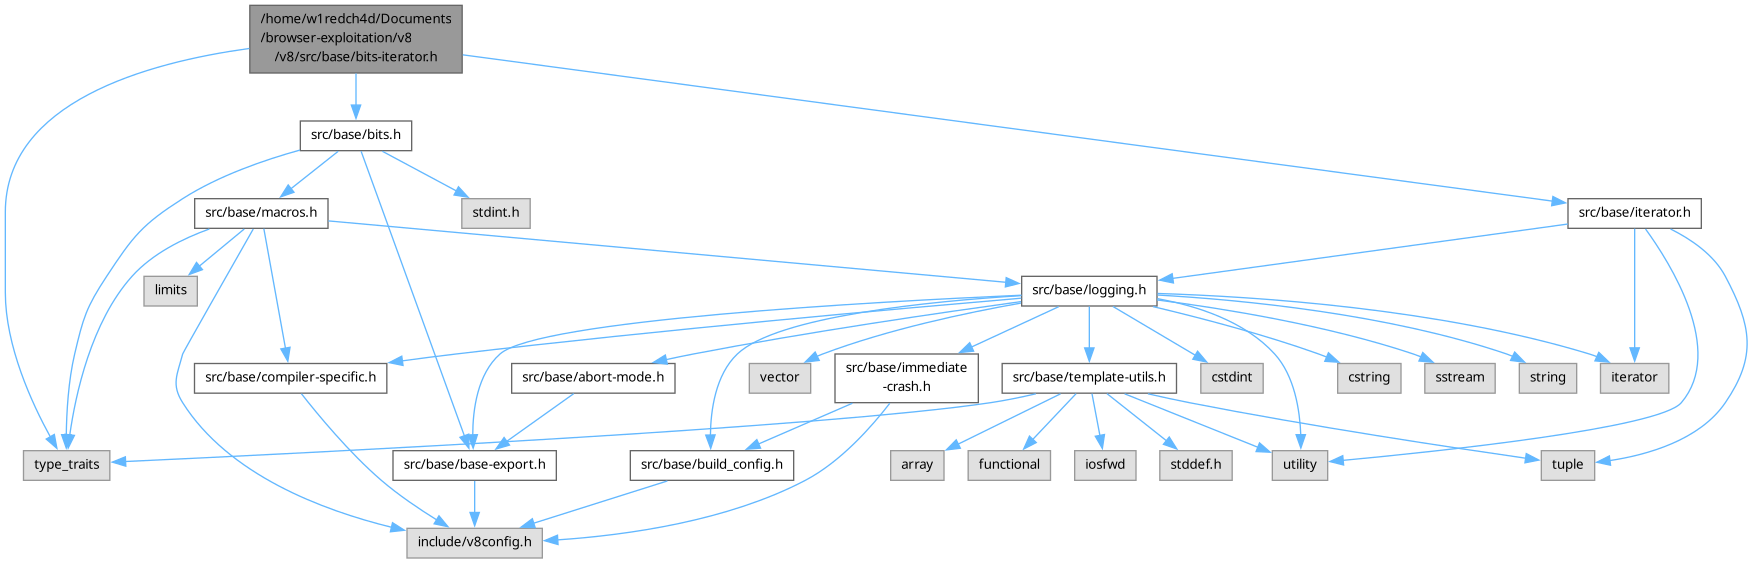 /home/w1redch4d/Documents
/browser-exploitation/v8
/v8/src/base/bits-iterator.h
src/base/bits.h
src/base/macros.h
stdint.h
src/base/iterator.h
limits
src/base/logging.h
src/base/compiler-specific.h
src/base/abort-mode.h
vector
src/base/immediate
-crash.h
src/base/template-utils.h
cstdint
cstring
sstream
string
iterator
type_traits
src/base/base-export.h
src/base/build_config.h
array
functional
iosfwd
stddef.h
utility
tuple
include/v8config.h